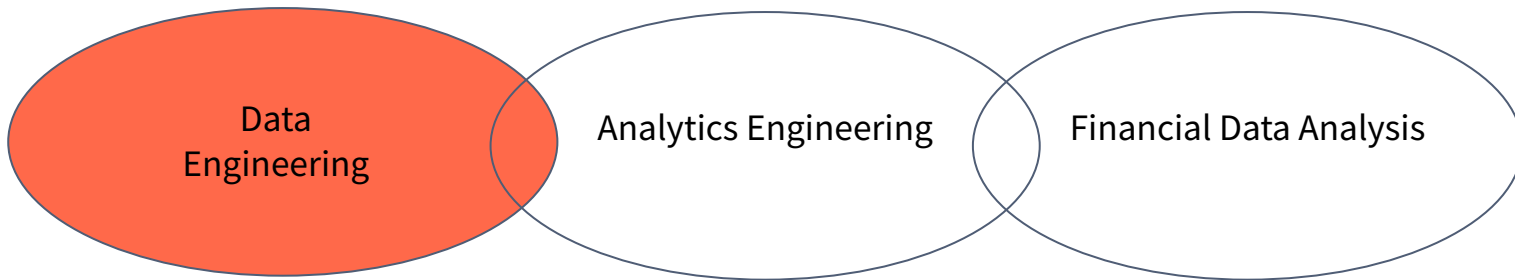 Data
Engineering
Analytics Engineering
Financial Data Analysis